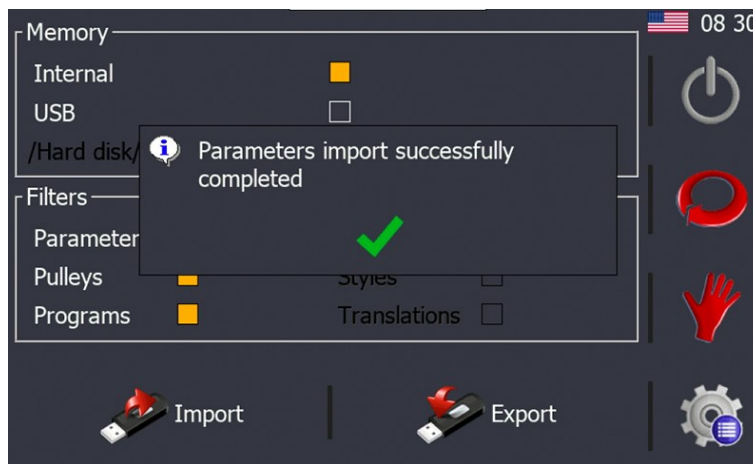 Memory
08 30
Internal
USB
/Hard disk/
Parameters import successfully
completed
Filters
Parameter
Pulleys
Styles
Programs
Translations
Import
Export